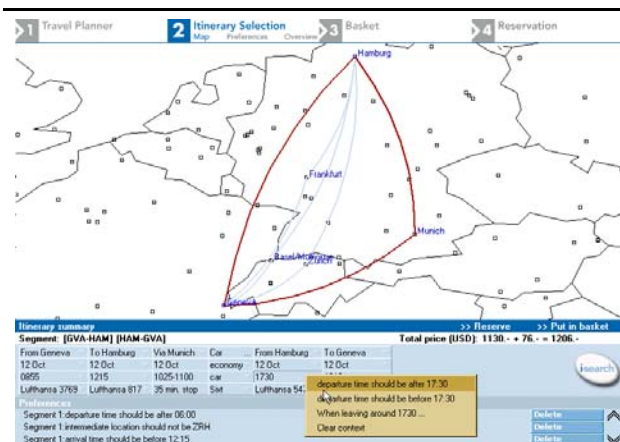 1 Travel Planner
2 Itinerary Selection
Map Preferences Overview
3 Basket
4 Reservation
Hamburg
Frankfurt
Munich
Geneva
Itinerary summary >> Reserve >> Put in basket
Segment: [GVA-HAM] [HAM-GVA] Total price (USD): 1130.- + 76.- = 1206.-
From Geneva To Hamburg Via Munich Car ... From Hamburg To Geneva
12 Oct 12 Oct 12 Oct economy 12 Oct 12 Oct
0855 1215 1025-1100 car 1730
Lufthansa 3769 Lufthansa 817 35 min. stop Sixt Lufthansa
isearch
departure time should be after 17:30
departure time should be before 17:30
When leaving around 1730 ...
Clear context
Preferences
Segment 1:departure time should be after 06:00 Delete
Segment 1:intermediate location should not be ZRH Delete
Segment 1:arrival time should be before 12:15 Delete